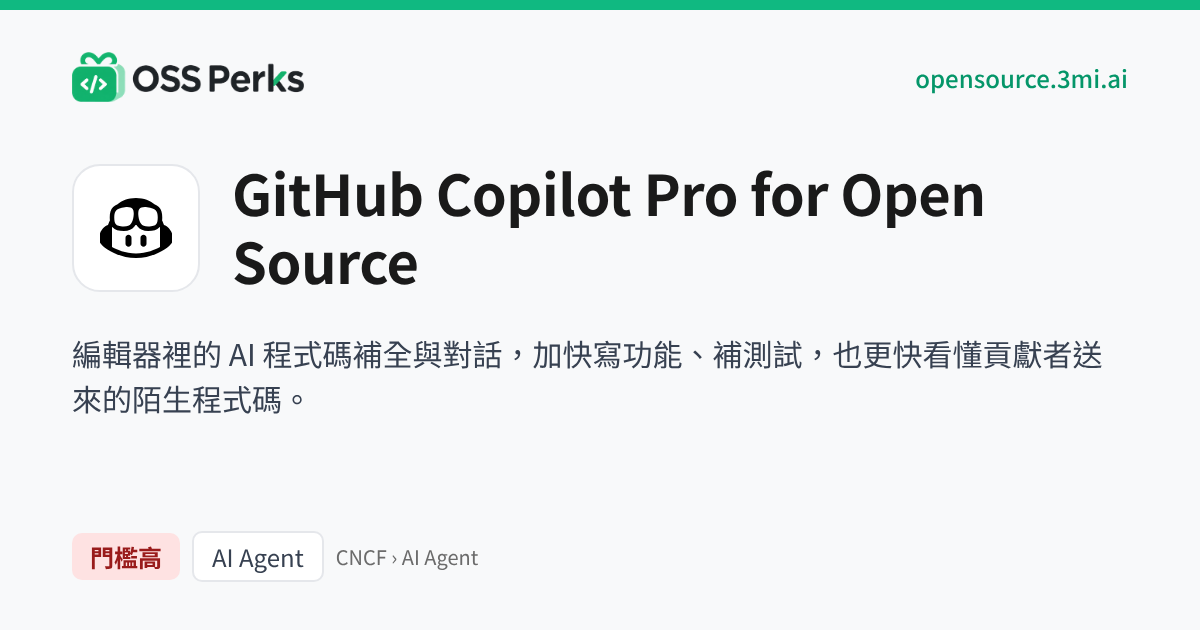 OSS Perks
opensource.3mi.ai
GitHub Copilot Pro for Open
Source
編輯器裡的 AI 程式碼補全與對話，加快寫功能、補測試，也更快看懂貢獻者送
來的陌生程式碼。
門檻高
AI Agent
CNCF › AI Agent